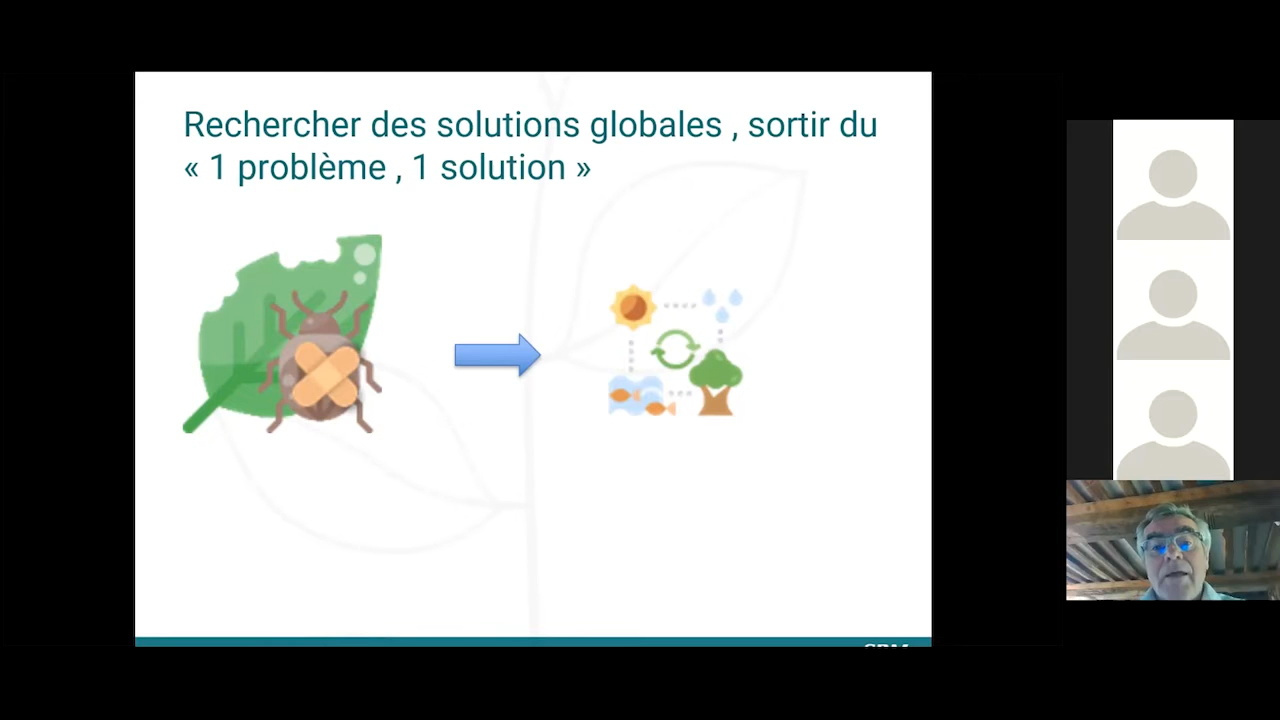 Rechercher des solutions globales , sortir du
« 1 problème , 1 solution »